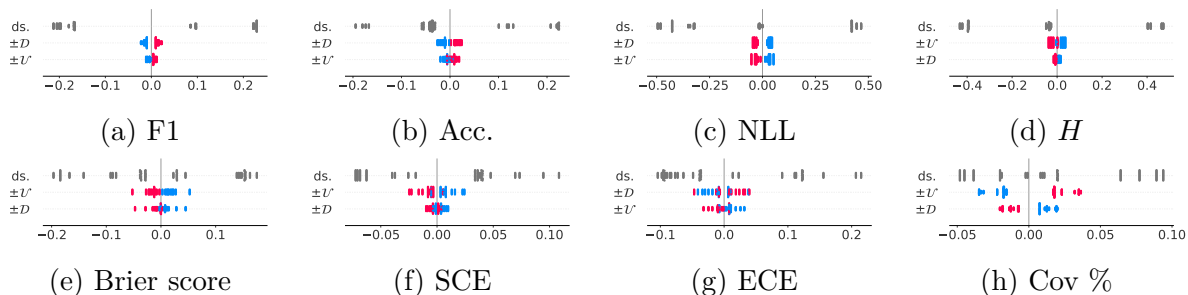 ds. ds. ds. ds.
±D ±D ±D ±U
±U ±U ±U ±D
−0.2 −0.1 0.0 0.1 0.2 −0.2 −0.1 0.0 0.1 0.2 −0.50 −0.25 0.00 0.25 0.50 −0.4 −0.2 0.0 0.2 0.4
(a) F1 (b) Acc. (c) NLL (d) H
ds. ds. ds. ds.
±U ±U ±D ±U
±D ±D ±U ±D
−0.2 −0.1 0.0 0.1 −0.05 0.00 0.05 0.10 −0.1 0.0 0.1 0.2 −0.05 0.00 0.05 0.10
(e) Brier score (f) SCE (g) ECE (h) Cov %